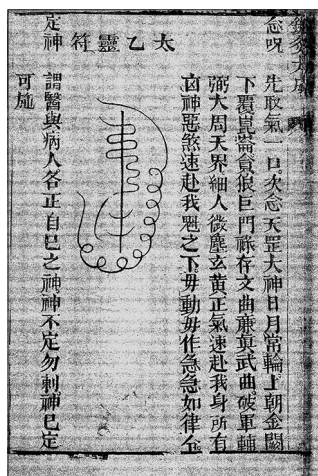 念咒
先取氣一口次念天罡大神日月常輪上朝金闕
下覆崑崙貪狼巨門祿存文曲廉貞武曲破軍輔
弼大周天界細入微塵玄黃正氣速赴我身所有
凶神惡煞速赴我魁之下毋動毋作急急如律令
太乙靈符
定神
謂醫與病人各正自己之神神不定勿刺神已定
可施